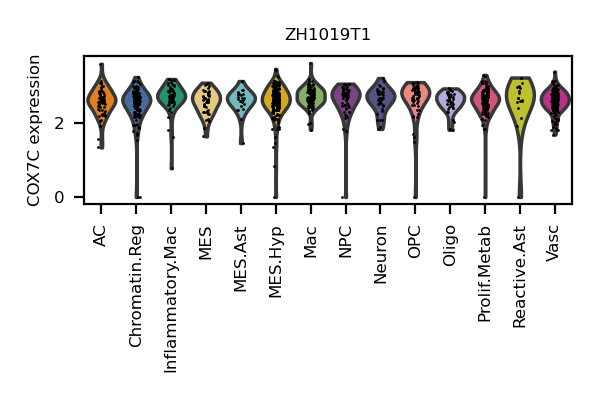 ZH1019T1
COX7C expression
2
0
AC
Chromatin.Reg
Inflammatory.Mac
MES
MES.Ast
MES.Hyp
Mac
NPC
Neuron
OPC
Oligo
Prolif.Metab
Reactive.Ast
Vasc